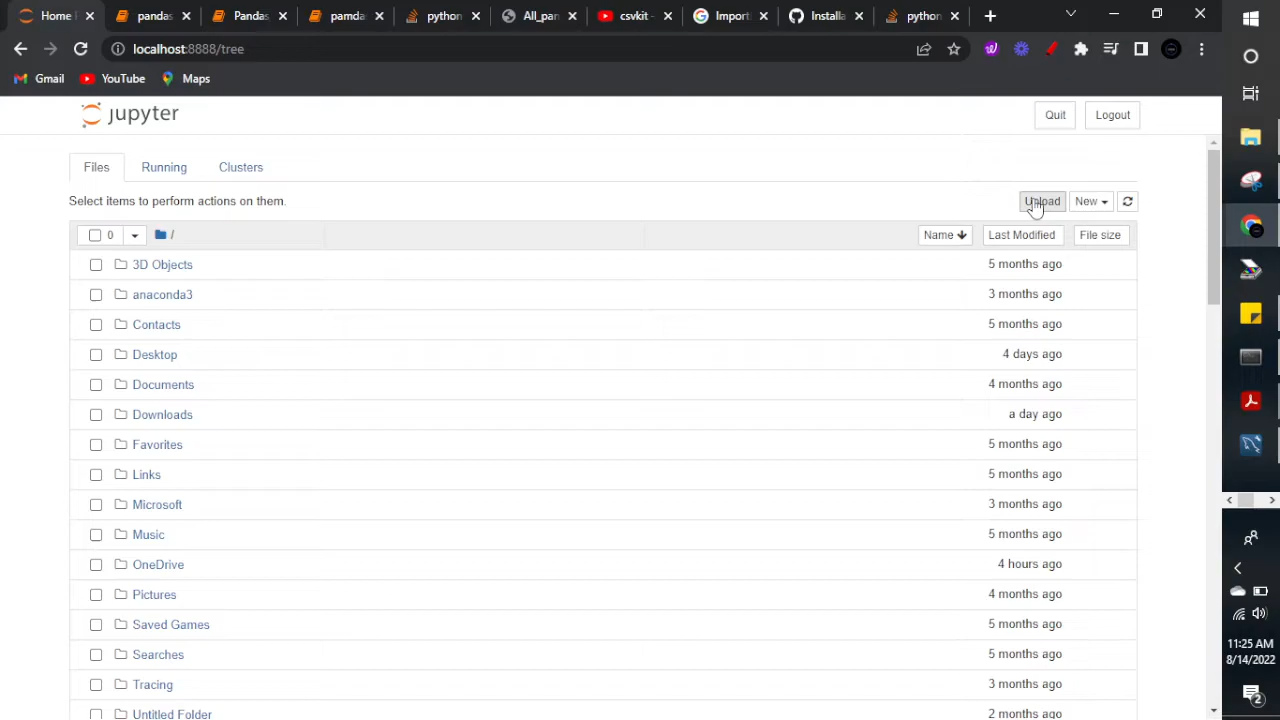 Home
pandas
Pandas
pamda
pytho
All_pan
csvkit -
Import
Installa
python
localhost:8888/tree
Gmail YouTube Maps
jupyter
Quit Logout
Files Running Clusters
Select items to perform actions on them.
Upload New
0 / Name Last Modified File size
3D Objects 5 months ago
anaconda3 3 months ago
Contacts 5 months ago
Desktop 4 days ago
Documents 4 months ago
Downloads a day ago
Favorites 5 months ago
Links 5 months ago
Microsoft 3 months ago
Music 5 months ago
OneDrive 4 hours ago
Pictures 4 months ago
Saved Games 5 months ago
Searches 5 months ago
Tracing 3 months ago
Untitled Folder 2 months ago
11:25 AM
8/14/2022
2